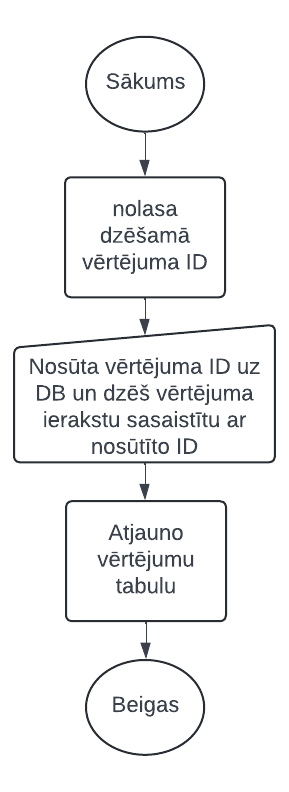 Sākums
nolasa
dzēšamā
vērtējuma ID
Nosūta vērtējuma ID uz
DB un dzēš vērtējuma
ierakstu sasaistītu ar
nosūtīto ID
Atjauno
vērtējumu
tabulu
Beigas